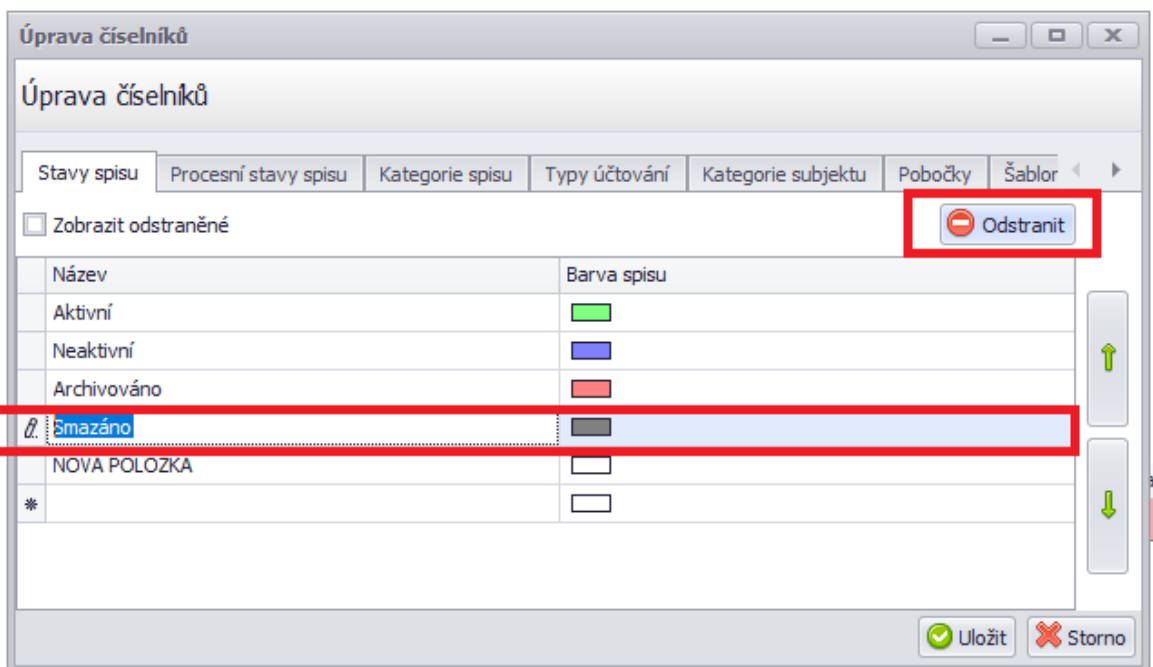 Úprava číselníků
Úprava číselníků
Stavy spisu Procesní stavy spisu Kategorie spisu Typy účtování Kategorie subjektu Pobočky Šablor
Zobrazit odstraněné Odstranit
Název Barva spisu
Aktivní
Neaktivní
Archivováno
Smazáno
NOVA POLOZKA
Uložit Storno